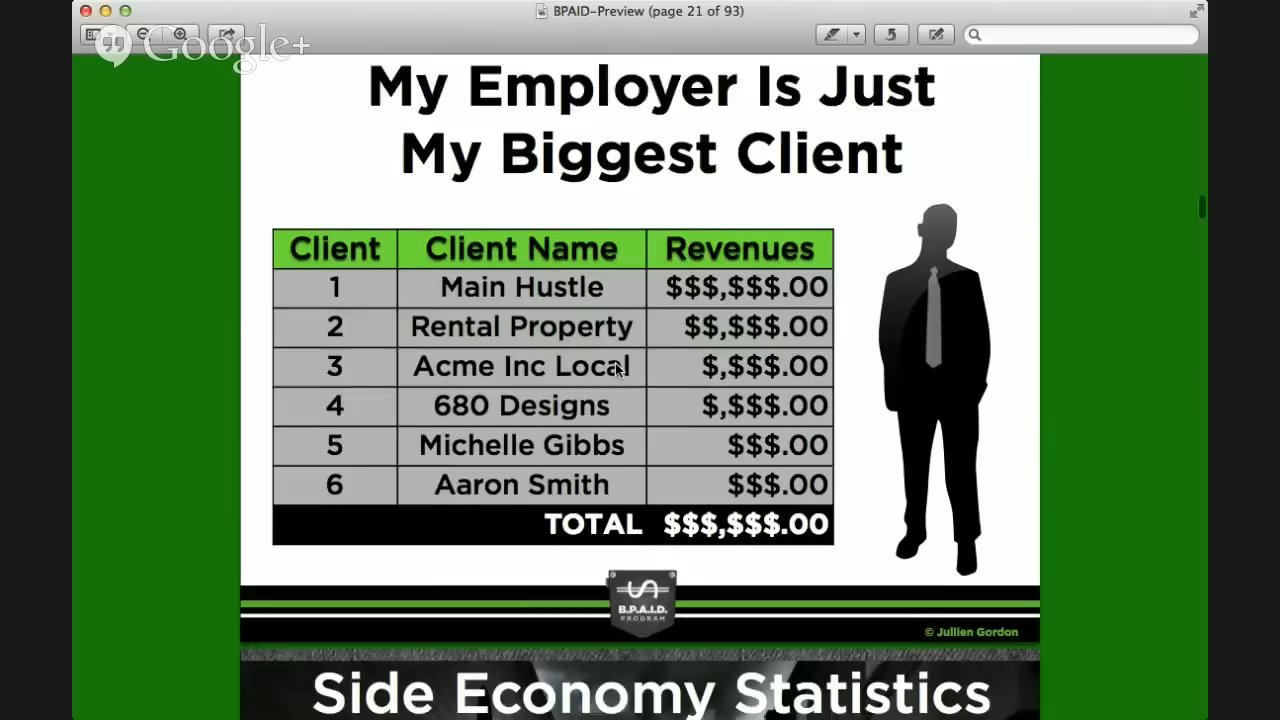 BPAID-Preview (page 21 of 93)
Google+
My Employer Is Just
My Biggest Client
Client Client Name Revenues
1 Main Hustle $$$,$$$.00
2 Rental Property $$,$$$.00
3 Acme Inc Local $,$$$.00
4 680 Designs $,$$$.00
5 Michelle Gibbs $$$.00
6 Aaron Smith $$$.00
TOTAL $$$,$$$.00
B.P.A.I.D.
PROGRAM
© Jullien Gordon
Side Economy Statistics